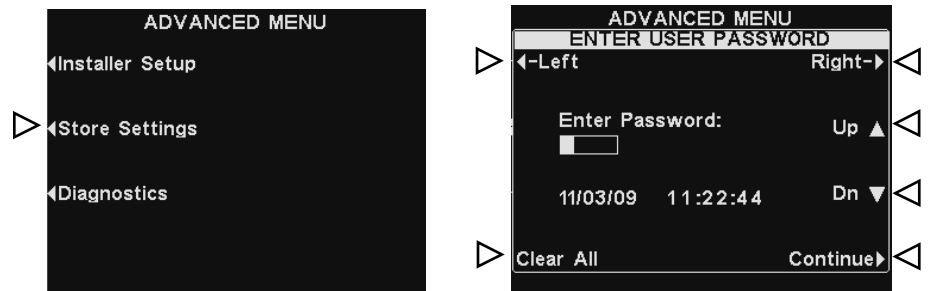 ADVANCED MENU
Installer Setup
Store Settings
Diagnostics
ADVANCED MENU
ENTER USER PASSWORD
-Left
Right-
Enter Password:
Up
11/03/09 11:22:44
Dn
Clear All
Continue